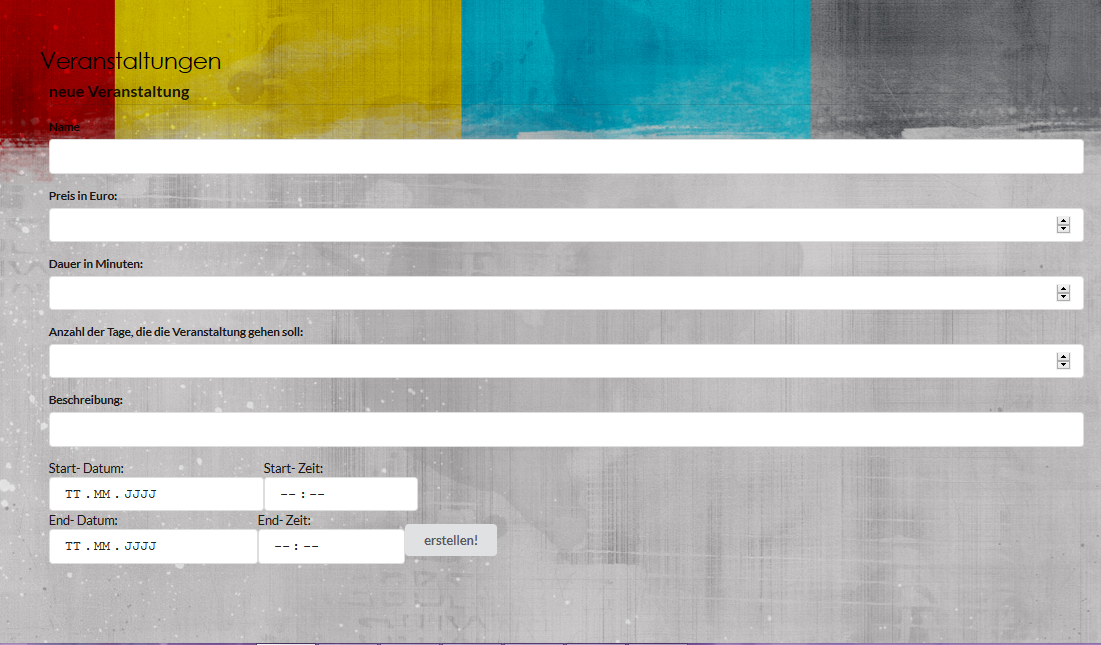 Veranstaltungen
neue Veranstaltung
Name
Preis in Euro:
Dauer in Minuten:
Anzahl der Tage, die die Veranstaltung gehen soll:
Beschreibung:
Start- Datum: Start- Zeit:
TT . MM . JJJJ -- : --
End- Datum: End- Zeit:
TT . MM . JJJJ -- : -- erstellen!